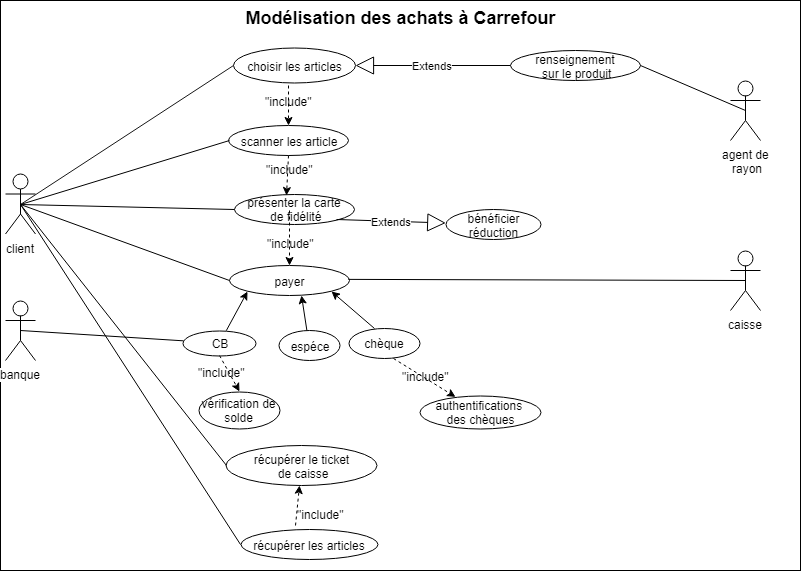 Modélisation des achats à Carrefour
choisir les articles
Extends
renseignement
sur le produit
"include"
scanner les article
agent de
rayon
"include"
présenter la carte
de fidélité
Extends
bénéficier
réduction
client
"include"
payer
caisse
CB
espéce
chèque
banque
"include"
"include"
vérification de
solde
authentifications
des chèques
récupérer le ticket
de caisse
"include"
récupérer les articles